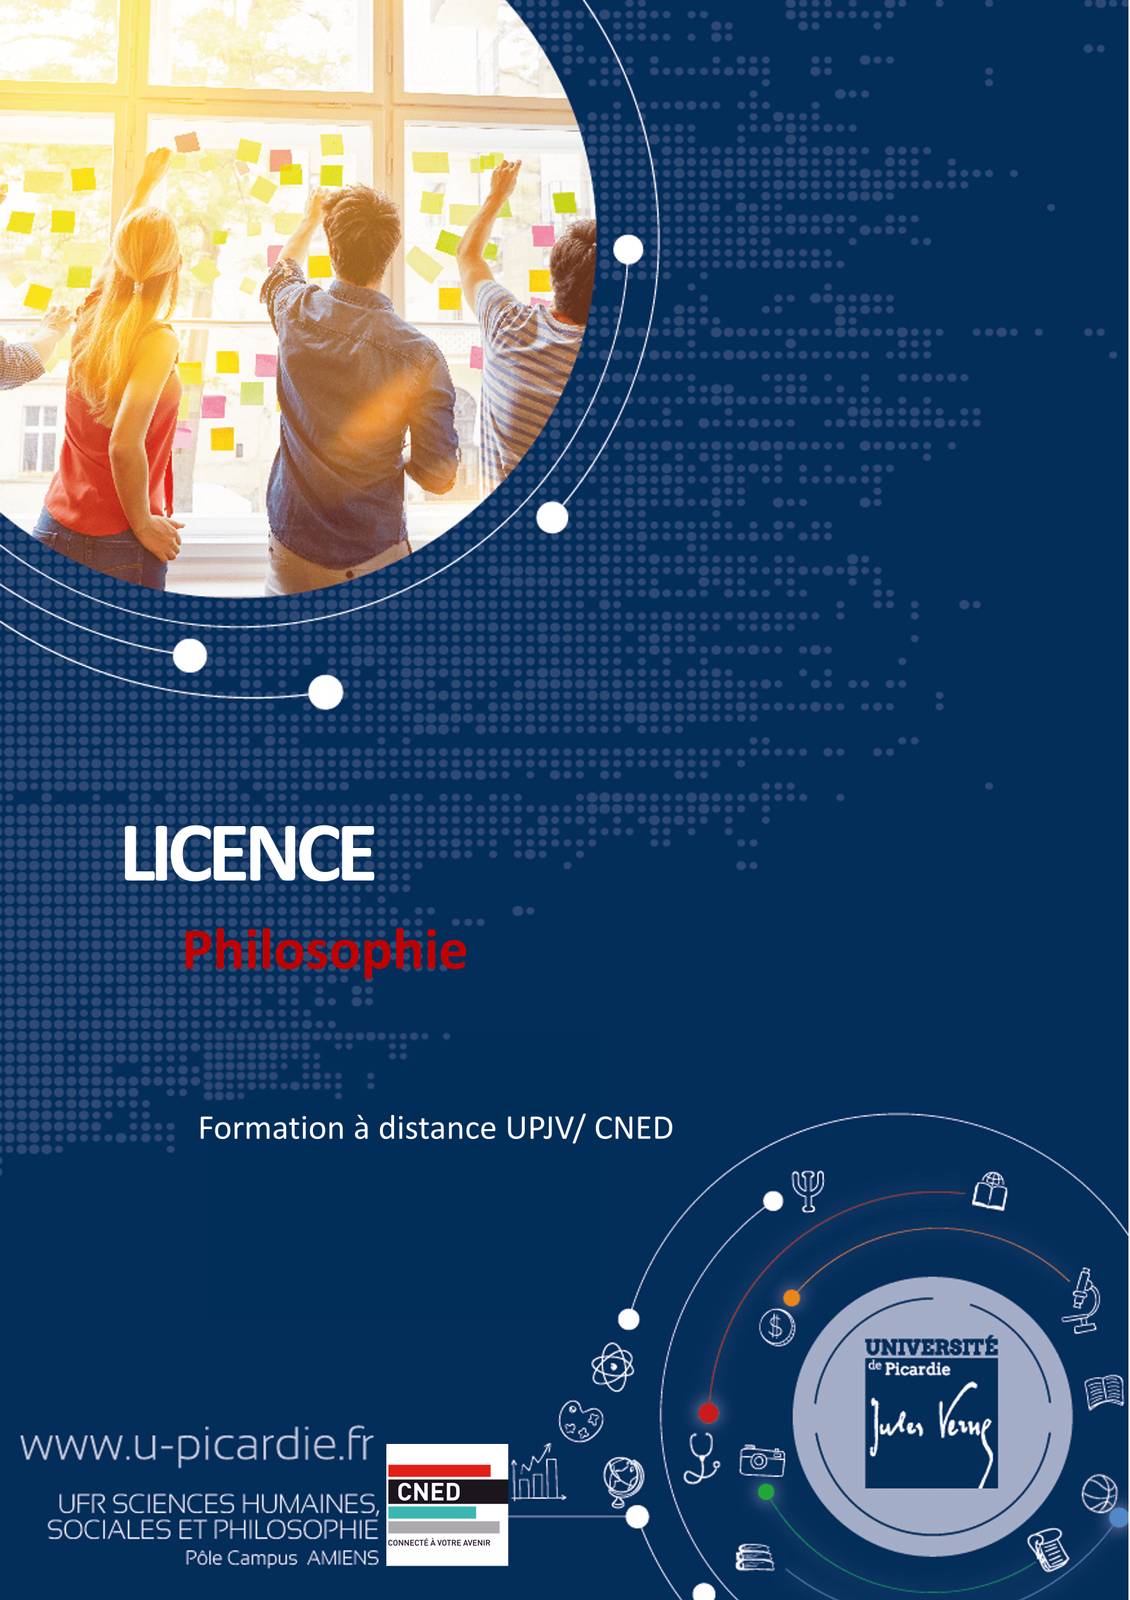 LICENCE
Philosophie
Formation à distance UPJV/ CNED
UNIVERSITÉ
de Picardie
Jules Verne
www.u-picardie.fr
CNED
CONNECTÉ À VOTRE AVENIR
UFR SCIENCES HUMAINES,
SOCIALES ET PHILOSOPHIE
Pôle Campus AMIENS